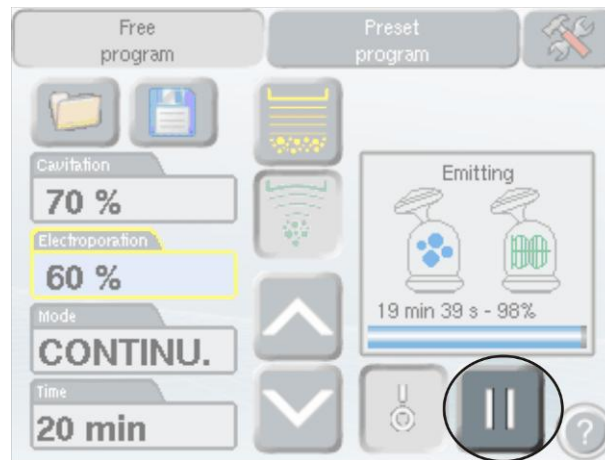 Free
program
Preset
program
Cavitation
70 %
Electroporation
60 %
Mode
CONTINU.
Time
20 min
Emitting
19 min 39 s - 98%
?